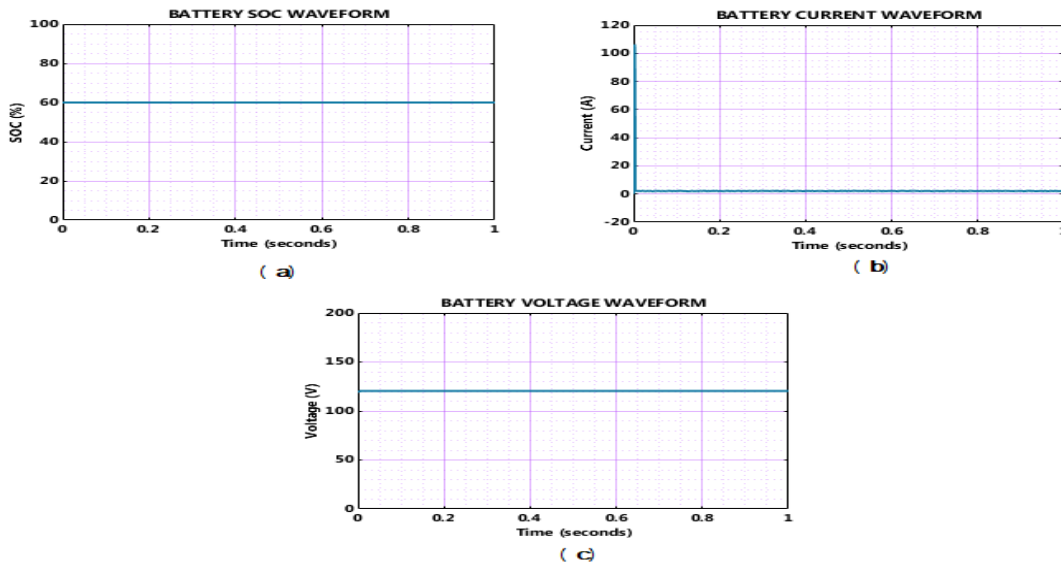 BATTERY SOC WAVEFORM
100
80
60
40
20
0
SOC (%)
0 0.2 0.4 0.6 0.8 1
Time (seconds)
( a)
BATTERY CURRENT WAVEFORM
120
100
80
60
40
20
0
-20
Current (A)
0 0.2 0.4 0.6 0.8 1
Time (seconds)
( b)
BATTERY VOLTAGE WAVEFORM
200
150
100
50
0
Voltage (V)
0 0.2 0.4 0.6 0.8 1
Time (seconds)
( c)